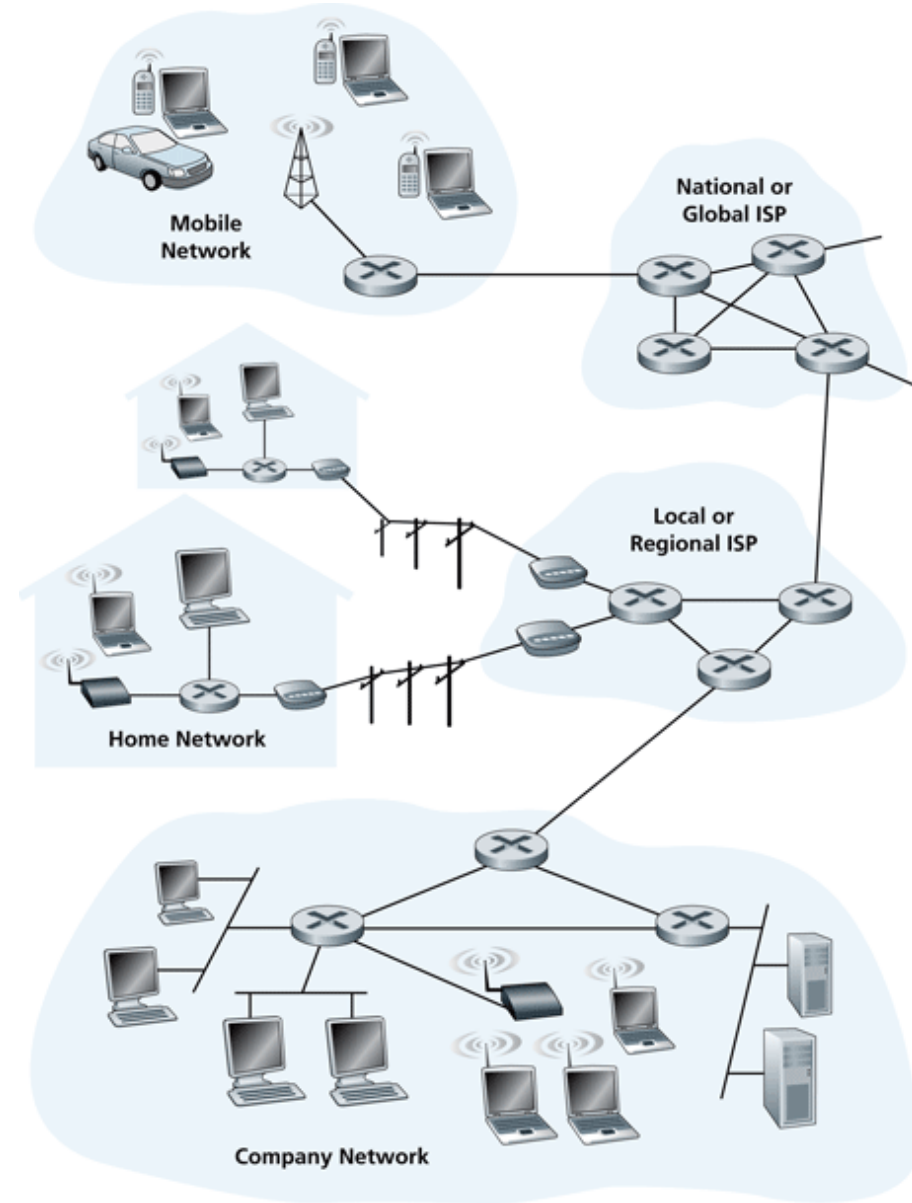 Mobile
Network
National or
Global ISP
Local or
Regional ISP
Home Network
Company Network